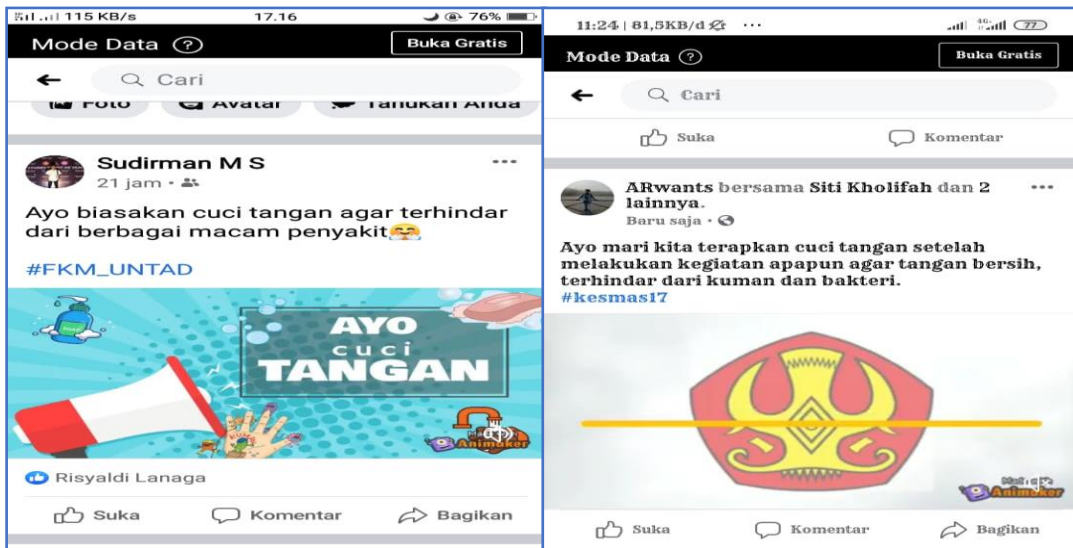 115 KB/s 17.16 76%
Mode Data ? Buka Gratis
Cari
Foto Avatar Anda
Sudirman M S
21 jam
Ayo biasakan cuci tangan agar terhindar
dari berbagai macam penyakit🤗
#FKM_UNTAD
SOAP
AYO
cuci
TANGAN
Animaker
Risyaldi Lanaga
Suka Komentar Bagikan
11:24 | 81,5KB/d ... 4G 77
Mode Data ? Buka Gratis
Cari
Suka Komentar
ARwants bersama Siti Kholifah dan 2
lainnya.
Baru saja
Ayo mari kita terapkan cuci tangan setelah
melakukan kegiatan apapun agar tangan bersih,
terhindar dari kuman dan bakteri.
#kesmas17
Animaker
Suka Komentar Bagikan